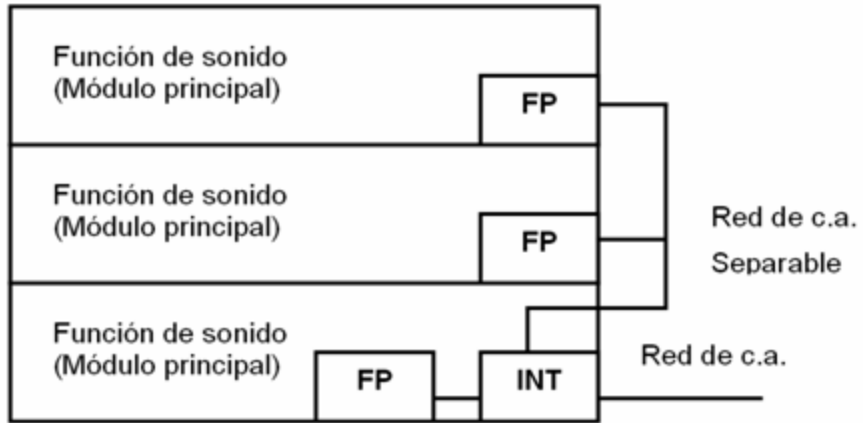 Función de sonido
(Módulo principal)
FP
Función de sonido
(Módulo principal)
FP
Red de c.a.
Separable
Función de sonido
(Módulo principal)
FP
INT
Red de c.a.